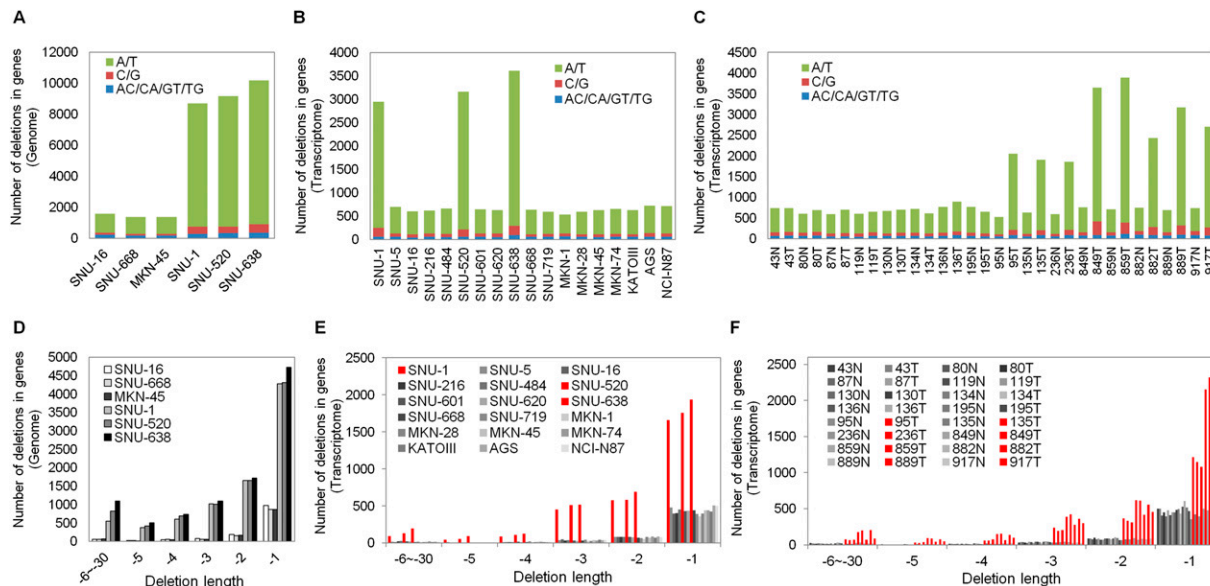 A
Number of deletions in genes
(Genome)
12000
10000
8000
6000
4000
2000
0
A/T
C/G
AC/CA/GT/TG
SNU-16
SNU-668
MKN-45
SNU-1
SNU-520
SNU-638
B
Number of deletions in genes
(Transcriptome)
4000
3500
3000
2500
2000
1500
1000
500
0
A/T
C/G
AC/CA/GT/TG
SNU-1
SNU-5
SNU-16
SNU-216
SNU-484
SNU-520
SNU-601
SNU-620
SNU-638
SNU-668
SNU-719
MKN-1
MKN-28
MKN-45
MKN-74
KATOIII
AGS
NCI-N87
C
Number of deletions in genes
(Transcriptome)
4500
4000
3500
3000
2500
2000
1500
1000
500
0
A/T
C/G
AC/CA/GT/TG
43N
43T
80N
80T
87N
87T
119N
119T
130N
130T
134N
134T
136N
136T
195N
195T
95N
95T
135N
135T
236N
236T
849N
849T
859N
859T
882N
882T
889N
889T
917N
917T
D
Number of deletions in genes
(Genome)
5000
4500
4000
3500
3000
2500
2000
1500
1000
500
0
SNU-16
SNU-668
MKN-45
SNU-1
SNU-520
SNU-638
-6~-30 -5 -4 -3 -2 -1
Deletion length
E
Number of deletions in genes
(Transcriptome)
2500
2000
1500
1000
500
0
SNU-1 SNU-5 SNU-16
SNU-216 SNU-484 SNU-520
SNU-601 SNU-620 SNU-638
SNU-668 SNU-719 MKN-1
MKN-28 MKN-45 MKN-74
KATOIII AGS NCI-N87
-6~-30 -5 -4 -3 -2 -1
Deletion length
F
Number of deletions in genes
(Transcriptome)
2500
2000
1500
1000
500
0
43N 43T 80N 80T
87N 87T 119N 119T
130N 130T 134N 134T
136N 136T 195N 195T
95N 95T 135N 135T
236N 236T 849N 849T
859N 859T 882N 882T
889N 889T 917N 917T
-6~-30 -5 -4 -3 -2 -1
Deletion length